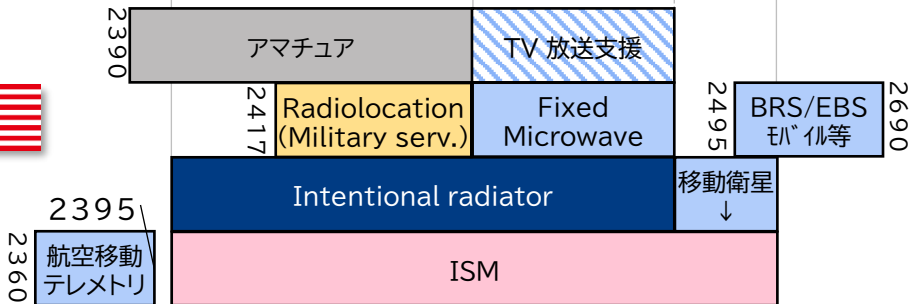 2390
アマチュア
TV 放送支援
2417
Radiolocation
(Military serv.)
Fixed
Microwave
2495
BRS/EBS
ﾓﾊﾞｲﾙ等
2690
Intentional radiator
移動衛星
↓
2395
2360
航空移動
テレメトリ
ISM